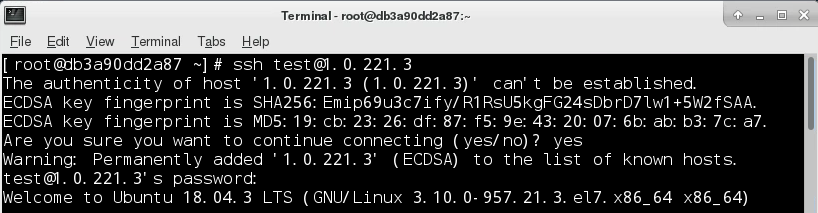 Terminal - root@db3a90dd2a87:~
File Edit View Terminal Tabs Help
[root@db3a90dd2a87 ~]# ssh test@1.0.221.3
The authenticity of host '1.0.221.3 (1.0.221.3)' can't be established.
ECDSA key fingerprint is SHA256:Emip69u3c7ify/R1RsU5kgFG24sDbrD7lw1+5W2fSAA.
ECDSA key fingerprint is MD5:19:cb:23:26:df:87:f5:9e:43:20:07:6b:ab:b3:7c:a7.
Are you sure you want to continue connecting (yes/no)? yes
Warning: Permanently added '1.0.221.3' (ECDSA) to the list of known hosts.
test@1.0.221.3's password:
Welcome to Ubuntu 18.04.3 LTS (GNU/Linux 3.10.0-957.21.3.el7.x86_64 x86_64)